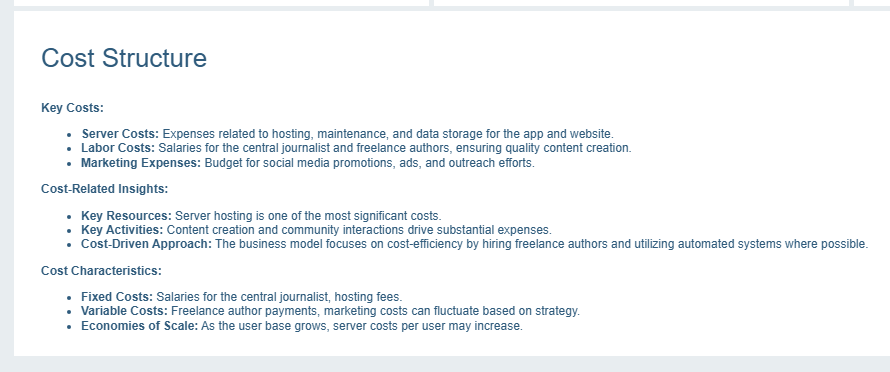 Cost Structure
Key Costs:
Server Costs: Expenses related to hosting, maintenance, and data storage for the app and website.
Labor Costs: Salaries for the central journalist and freelance authors, ensuring quality content creation.
Marketing Expenses: Budget for social media promotions, ads, and outreach efforts.
Cost-Related Insights:
Key Resources: Server hosting is one of the most significant costs.
Key Activities: Content creation and community interactions drive substantial expenses.
Cost-Driven Approach: The business model focuses on cost-efficiency by hiring freelance authors and utilizing automated systems where possible.
Cost Characteristics:
Fixed Costs: Salaries for the central journalist, hosting fees.
Variable Costs: Freelance author payments, marketing costs can fluctuate based on strategy.
Economies of Scale: As the user base grows, server costs per user may increase.